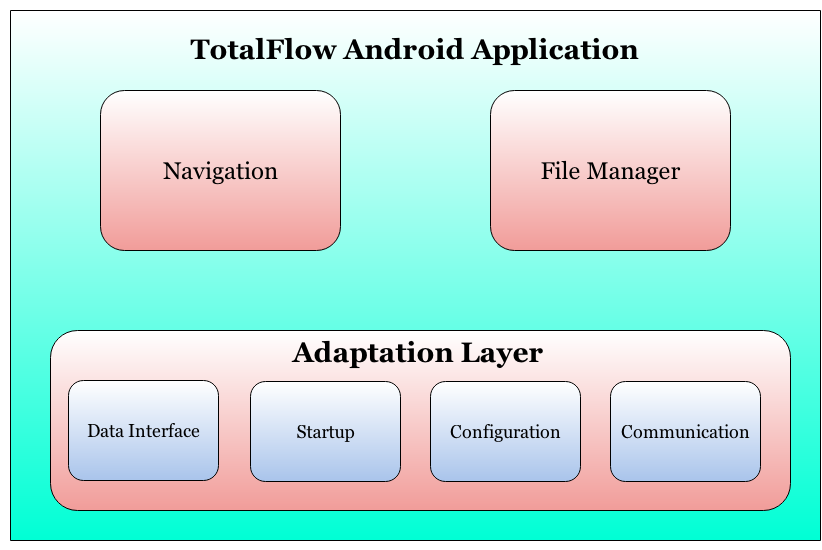 TotalFlow Android Application
Navigation
File Manager
Adaptation Layer
Data Interface
Startup
Configuration
Communication